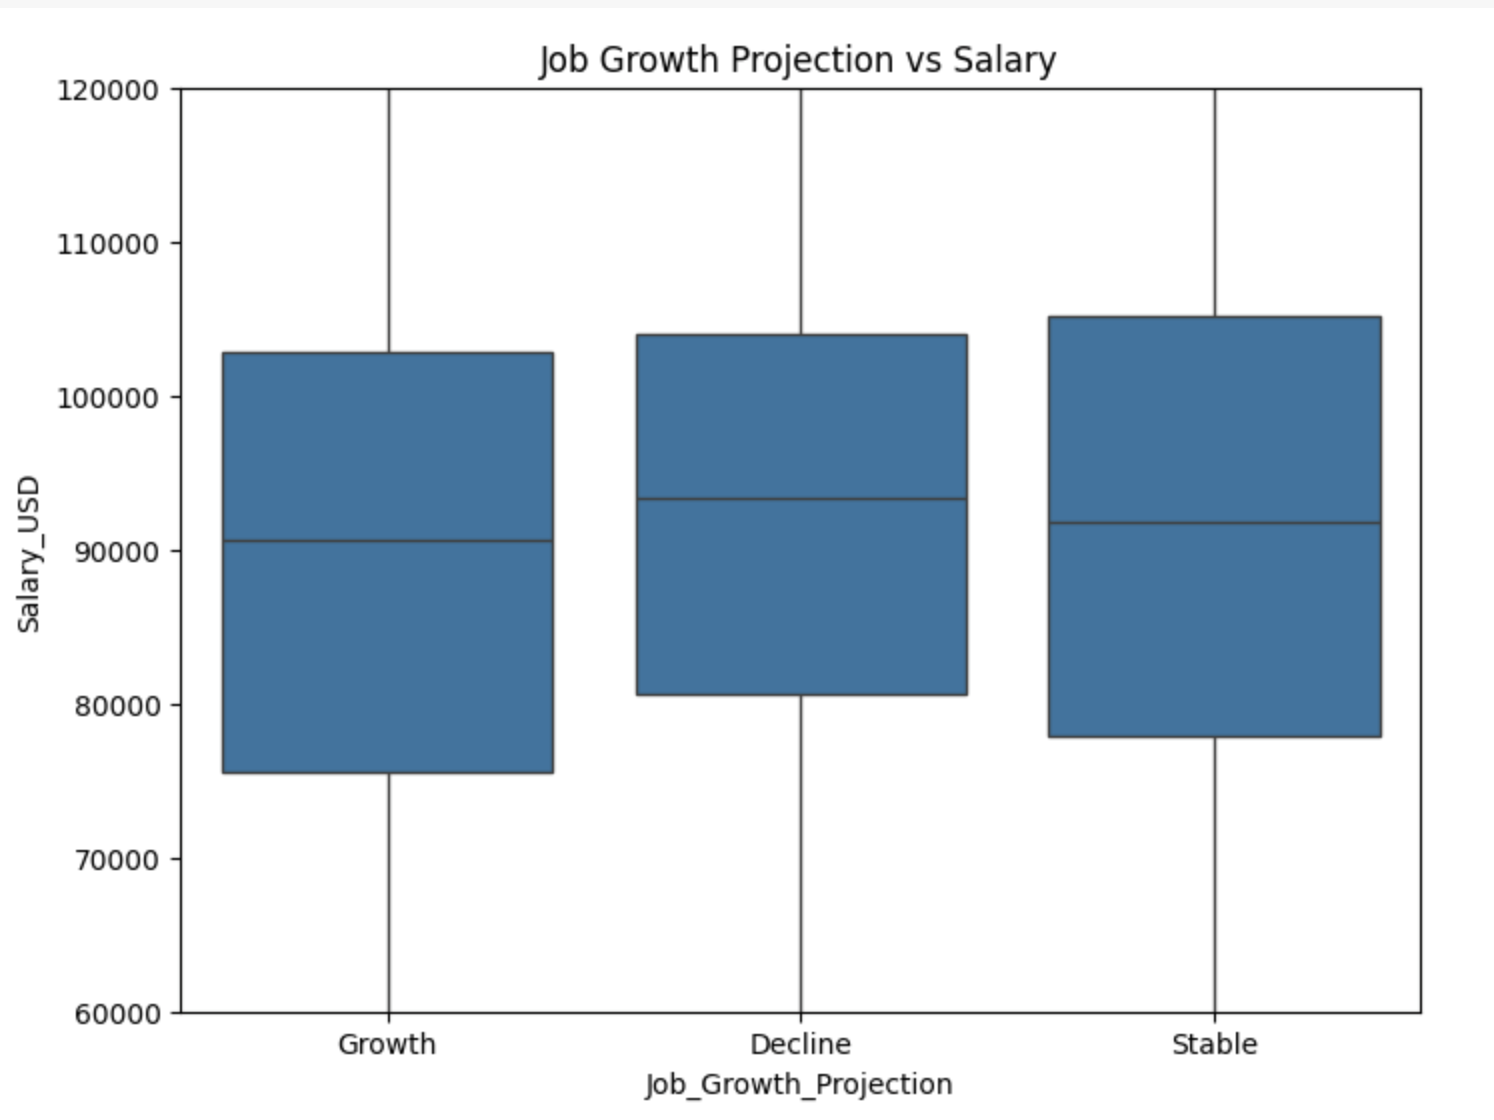 Job Growth Projection vs Salary
120000
110000
100000
90000
80000
70000
60000
Salary_USD
Growth Decline Stable
Job_Growth_Projection